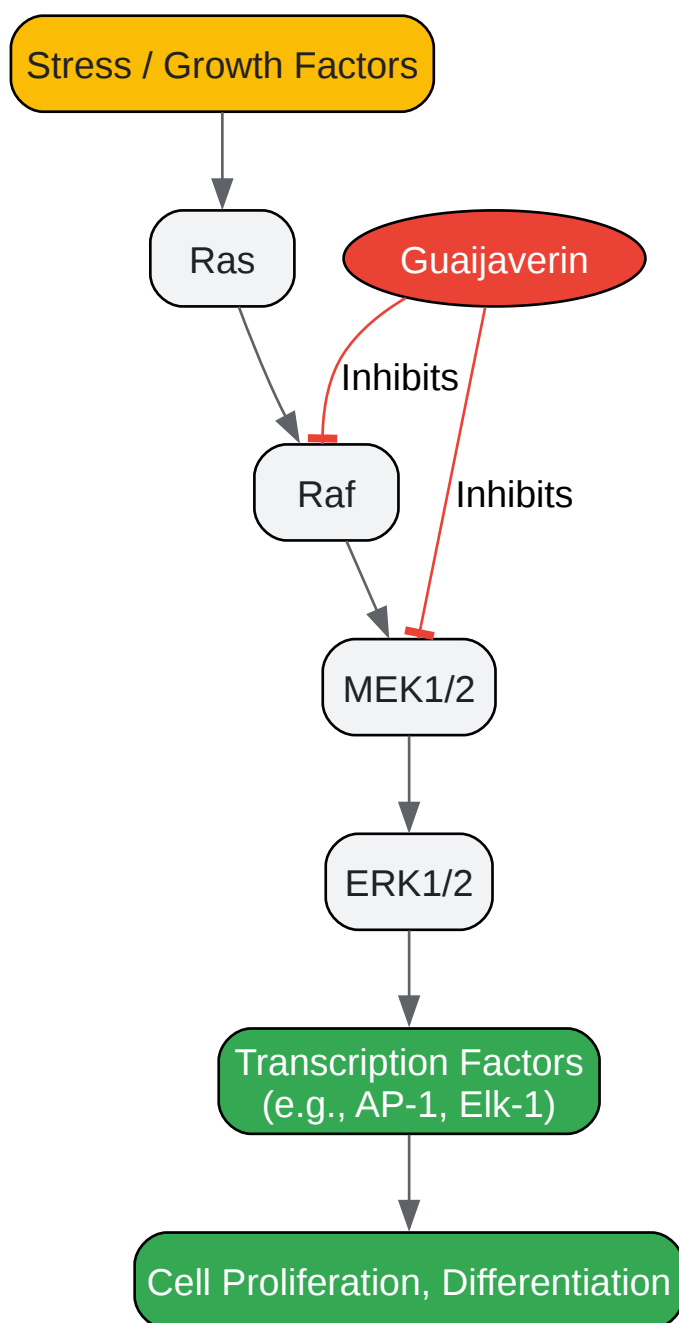 Stress / Growth Factors
Ras
Guaijaverin
Inhibits
Raf
Inhibits
MEK1/2
ERK1/2
Transcription Factors
(e.g., AP-1, Elk-1)
Cell Proliferation, Differentiation